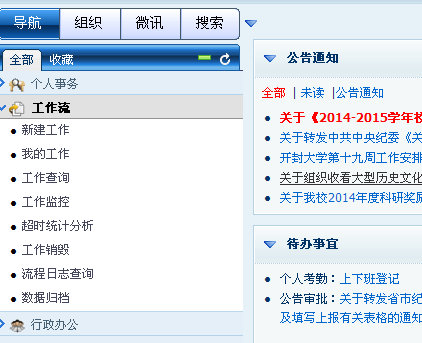 导航 组织 微讯 搜索
全部 收藏
个人事务
工作流
新建工作
我的工作
工作查询
工作监控
超时统计分析
工作销毁
流程日志查询
数据归档
行政办公
公告通知
全部 | 未读 |公告通知
关于《2014-2015学年校
关于转发中共中央纪委《关
开封大学第十九周工作安排
关于组织收看大型历史文化
关于我校2014年度科研奖励
待办事宜
个人考勤：上下班登记
公告审批：关于转发省市纪
及填写上报有关表格的通知